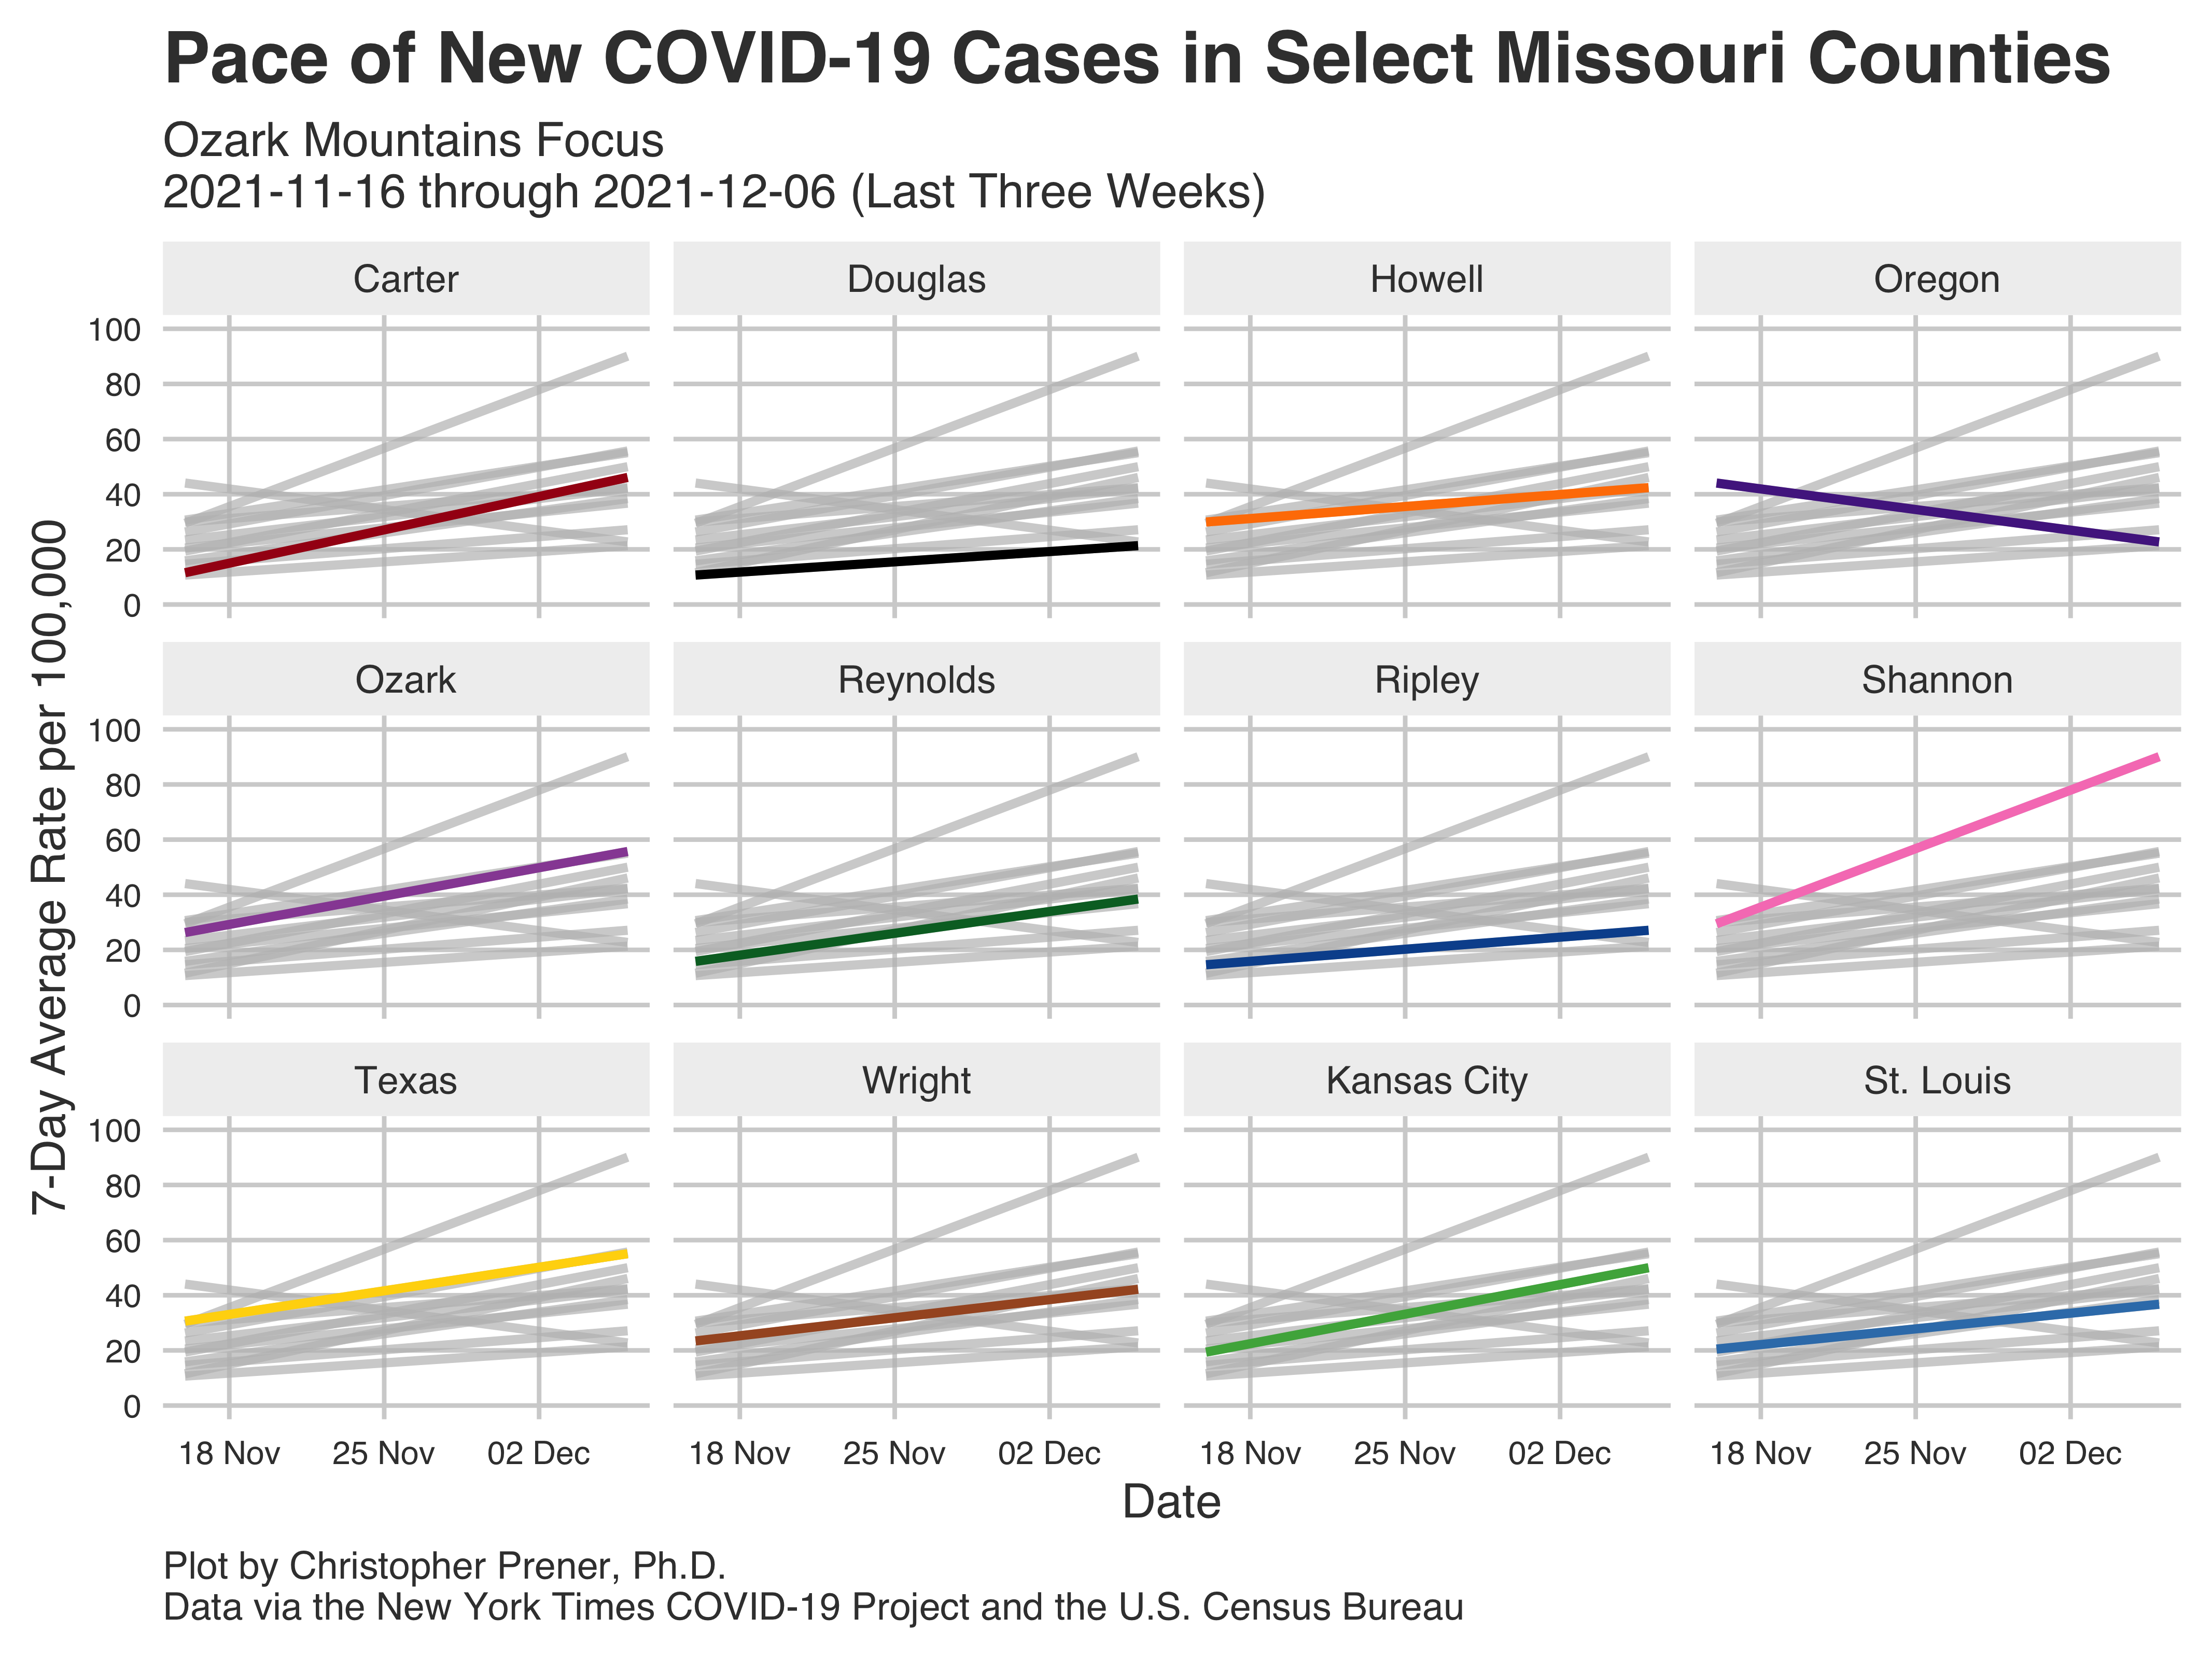 Pace of New COVID-19 Cases in Select Missouri Counties
Ozark Mountains Focus
2021-11-16 through 2021-12-06 (Last Three Weeks)
7-Day Average Rate per 100,000
Carter
Douglas
Howell
Oregon
100
80
60
40
20
0
Ozark
Reynolds
Ripley
Shannon
100
80
60
40
20
0
Texas
Wright
Kansas City
St. Louis
100
80
60
40
20
0
18 Nov 25 Nov 02 Dec
18 Nov 25 Nov 02 Dec
18 Nov 25 Nov 02 Dec
18 Nov 25 Nov 02 Dec
Date
Plot by Christopher Prener, Ph.D.
Data via the New York Times COVID-19 Project and the U.S. Census Bureau